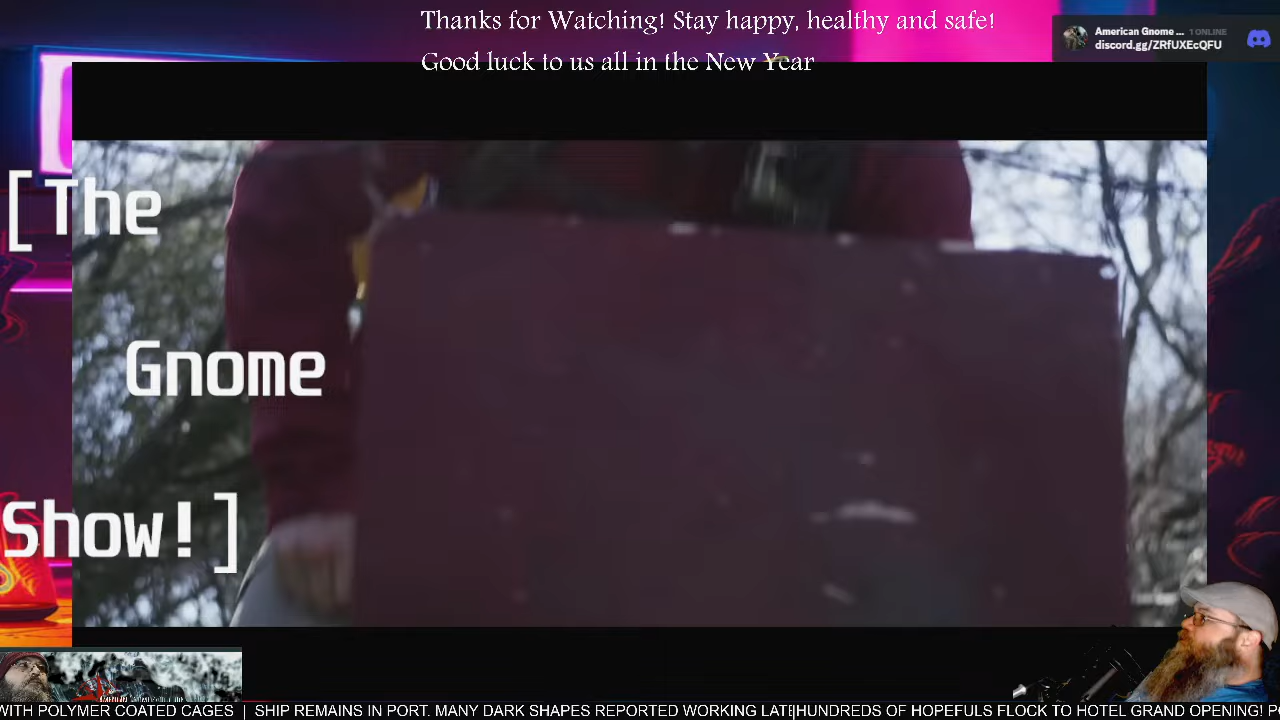 Thanks for Watching! Stay happy, healthy and safe!
Good luck to us all in the New Year
American Gnome ... 1 ONLINE
discord.gg/ZRfUXEcQFU
[The
Gnome
Show!]
WITH POLYMER COATED CAGES | SHIP REMAINS IN PORT. MANY DARK SHAPES REPORTED WORKING LATE|HUNDREDS OF HOPEFULS FLOCK TO HOTEL GRAND OPENING!